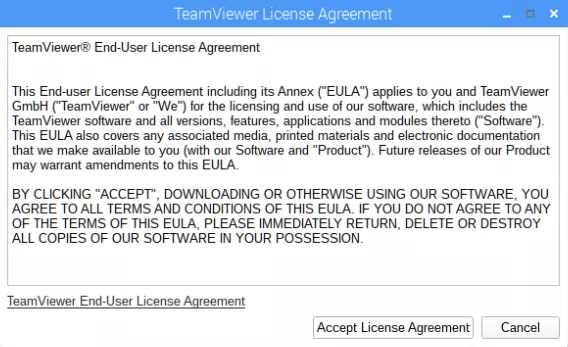 TeamViewer License Agreement
TeamViewer® End-User License Agreement
This End-user License Agreement including its Annex ("EULA") applies to you and TeamViewer
GmbH ("TeamViewer" or "We") for the licensing and use of our software, which includes the
TeamViewer software and all versions, features, applications and modules thereto ("Software").
This EULA also covers any associated media, printed materials and electronic documentation
that we make available to you (with our Software and "Product"). Future releases of our Product
may warrant amendments to this EULA.
BY CLICKING "ACCEPT", DOWNLOADING OR OTHERWISE USING OUR SOFTWARE, YOU
AGREE TO ALL TERMS AND CONDITIONS OF THIS EULA. IF YOU DO NOT AGREE TO ANY
OF THE TERMS OF THIS EULA, PLEASE IMMEDIATELY RETURN, DELETE OR DESTROY
ALL COPIES OF OUR SOFTWARE IN YOUR POSSESSION.
TeamViewer End-User License Agreement
Accept License Agreement Cancel